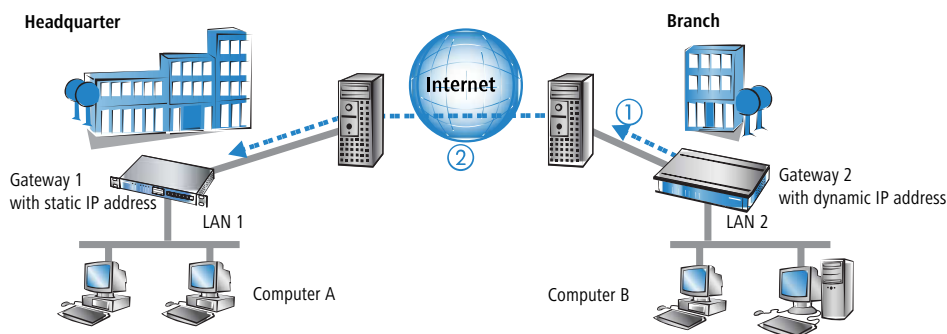 Headquarter
Branch
Internet
①
②
Gateway 1
with static IP address
Gateway 2
with dynamic IP address
LAN 1
LAN 2
Computer A
Computer B